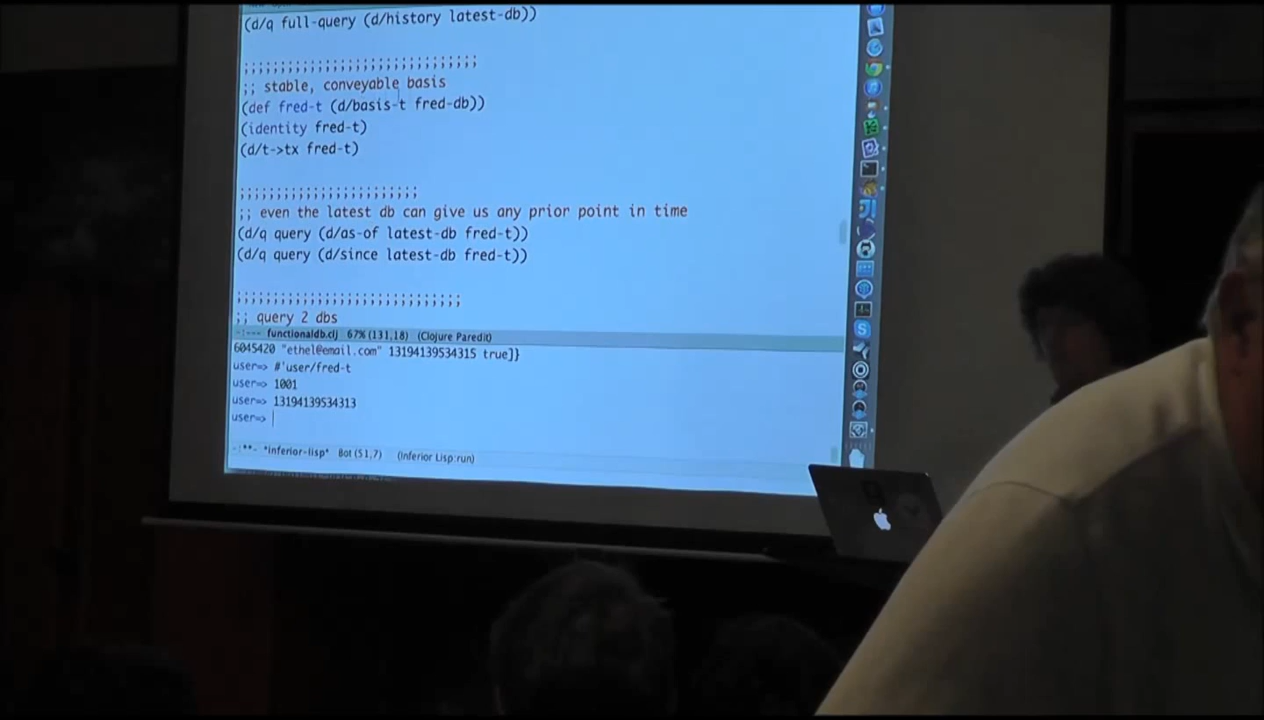 (d/q full-query (d/history latest-db))
;;;;;;;;;;;;;;;;;;;;;;;;;;;;;
;; stable, conveyable basis
(def fred-t (d/basis-t fred-db))
(identity fred-t)
(d/t->tx fred-t)
;;;;;;;;;;;;;;;;;;;;;;
;; even the latest db can give us any prior point in time
(d/q query (d/as-of latest-db fred-t))
(d/q query (d/since latest-db fred-t))
;;;;;;;;;;;;;;;;;;;;;;;;;;;
;; query 2 dbs
-:--- functionaldb.clj 67% (131,18) (Clojure Paredit)
6045420 "ethel@email.com" 13194139534315 true]}
user=> #'user/fred-t
user=> 1001
user=> 13194139534313
user=>
-:**- *inferior-lisp* Bot (51,7) (Inferior Lisp:run)